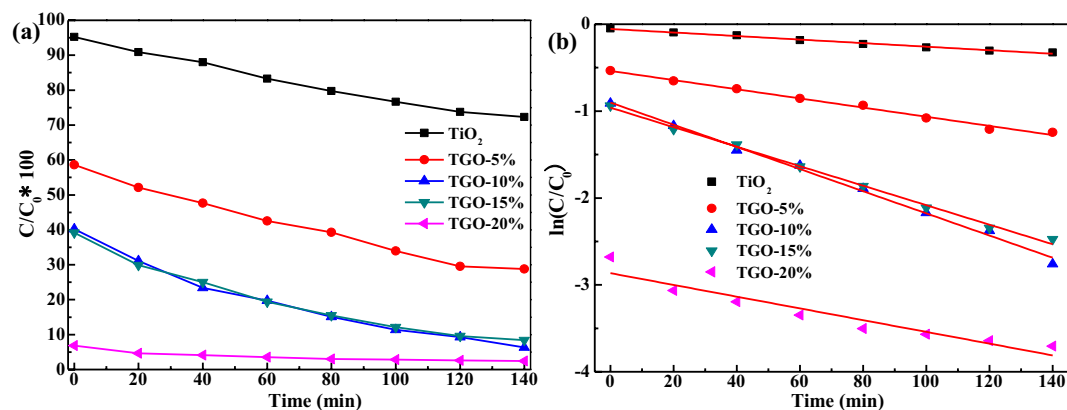 (a)
100
90
80
70
60
50
40
30
20
10
0
C/C₀* 100
TiO₂
TGO-5%
TGO-10%
TGO-15%
TGO-20%
0 20 40 60 80 100 120 140
Time (min)
(b)
0
-1
-2
-3
-4
ln(C/C₀)
TiO₂
TGO-5%
TGO-10%
TGO-15%
TGO-20%
0 20 40 60 80 100 120 140
Time (min)